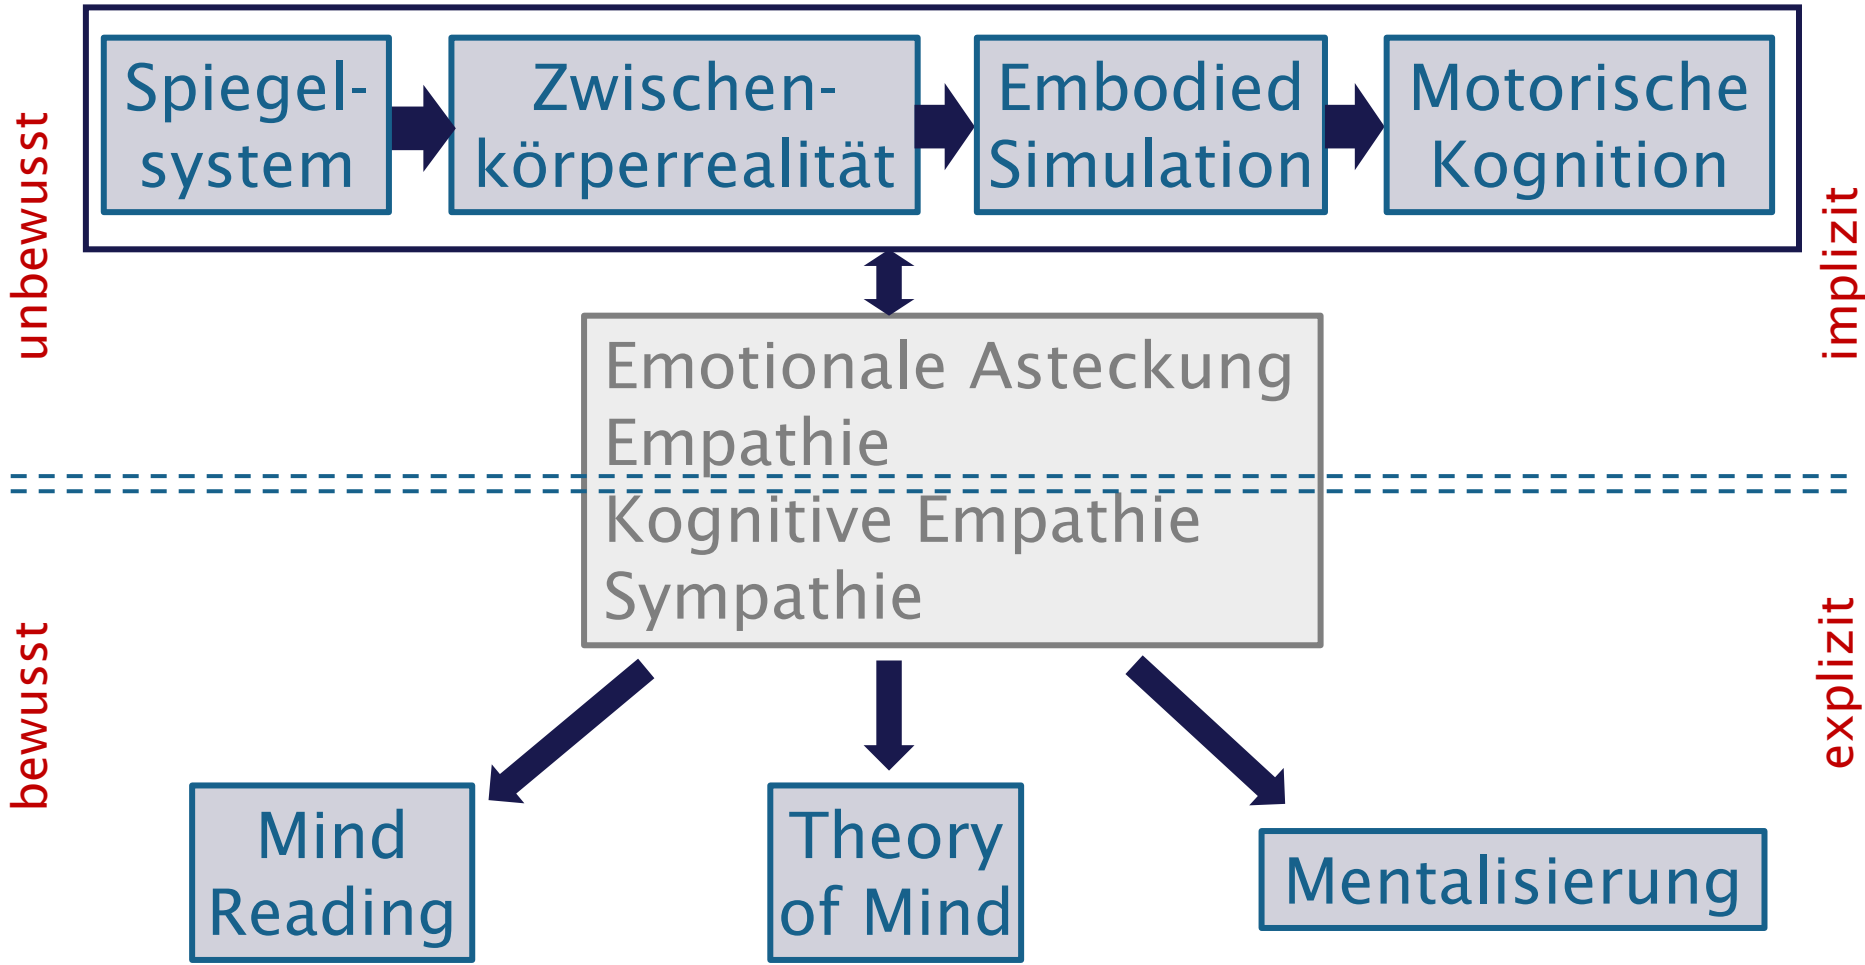 Spiegel-
system
Zwischen-
körperrealität
Embodied
Simulation
Motorische
Kognition
unbewusst
implizit
Emotionale Asteckung
Empathie
Kognitive Empathie
Sympathie
bewusst
explizit
Mind
Reading
Theory
of Mind
Mentalisierung